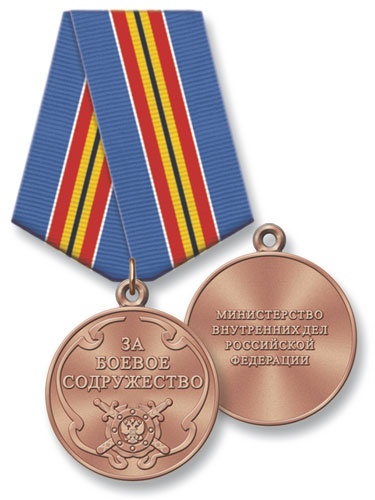 ЗА
БОЕВОЕ
СОДРУЖЕСТВО
МИНИСТЕРСТВО
ВНУТРЕННИХ ДЕЛ
РОССИЙСКОЙ
ФЕДЕРАЦИИ